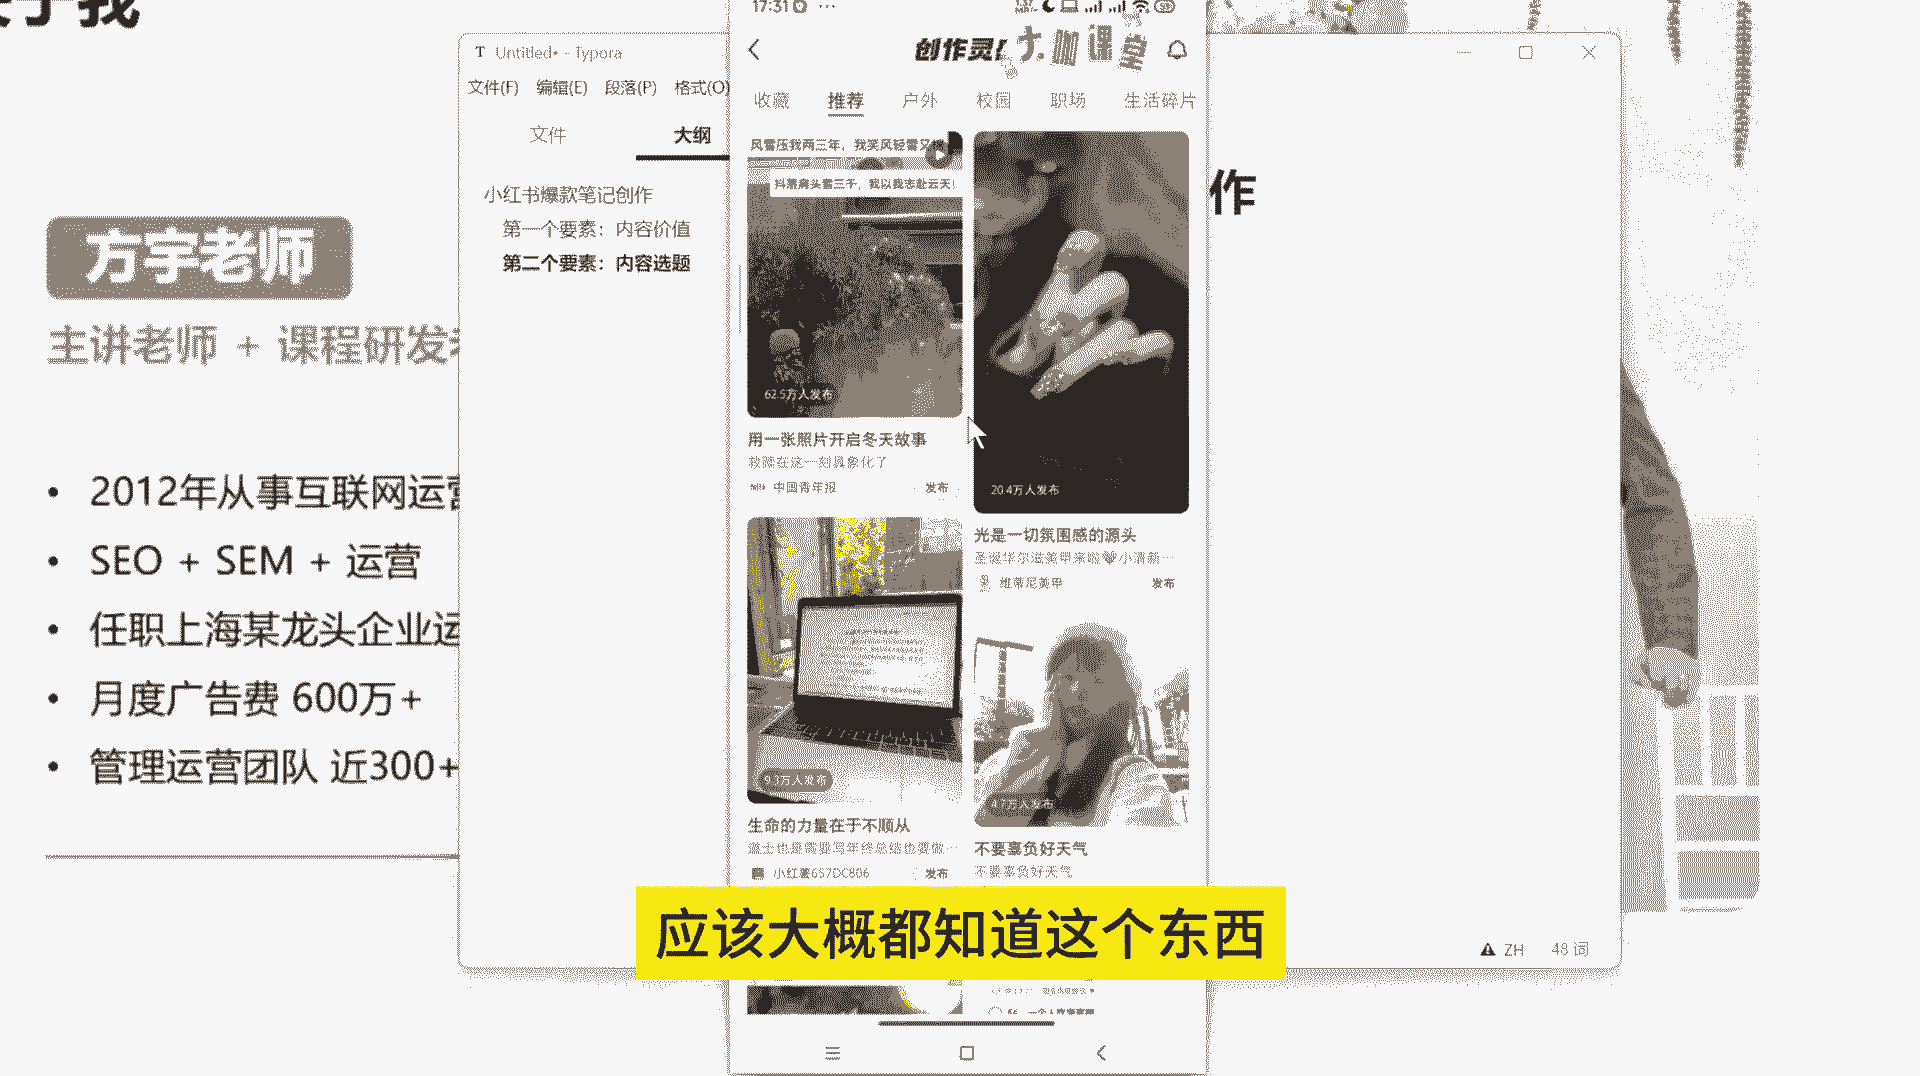 于我
方宇老师
主讲老师 + 课程研发
2012年从事互联网运营
SEO + SEM + 运营
任职上海某龙头企业运
月度广告费 600万+
管理运营团队 近300+
作
Untitled• - Typora
文件(F) 编辑(E) 段落(P) 格式(O)
文件 大纲
小红书爆款笔记创作
第一个要素：内容价值
第二个要素：内容选题
ZH 48 词
17:31
创作灵
大咖课堂
收藏 推荐 户外 校园 职场 生活碎片
风雪压我两三年，我笑风轻雪又
抖落肩头雪三千，我以我志赴云天！
62.5万人发布
用一张照片开启冬天故事
救赎在这一刻具象化了
中国青年报 发布
20.4万人发布
光是一切氛围感的源头
圣诞华尔滋美甲来啦 小清新…
维蒂尼美甲 发布
9.3万人发布
生命的力量在于不顺从
道士也是需要写年终总结也要做…
小红薯657DC806 发布
4.7万人发布
不要辜负好天气
不要辜负好天气
应该大概都知道这个东西